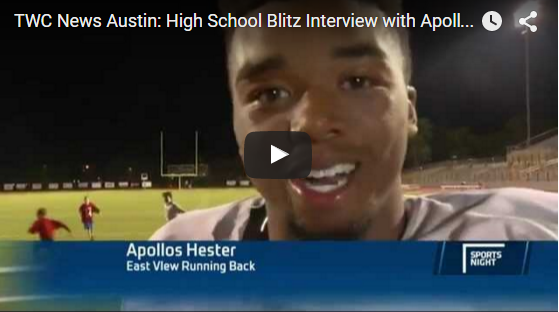 TWC News Austin: High School Blitz Interview with Apoll...
Apollos Hester
East View Running Back
SPORTS
NIGHT